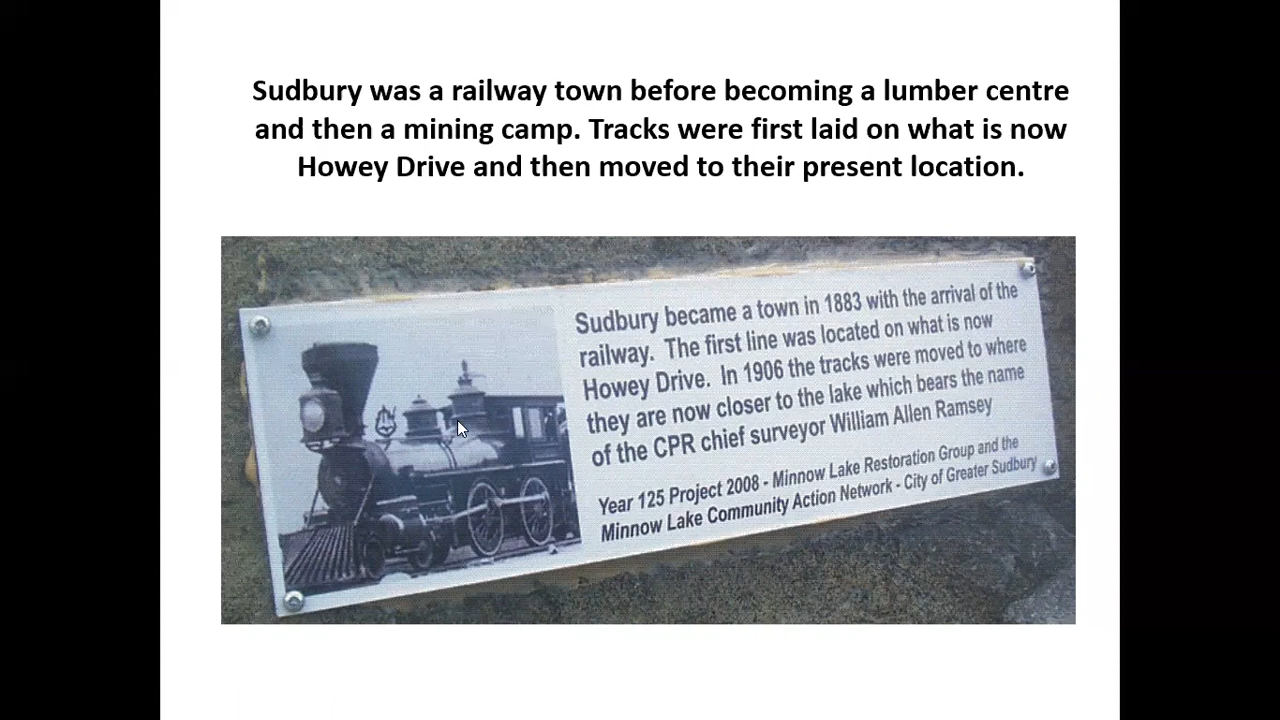 Sudbury was a railway town before becoming a lumber centre
and then a mining camp. Tracks were first laid on what is now
Howey Drive and then moved to their present location.
Sudbury became a town in 1883 with the arrival of the
railway. The first line was located on what is now
Howey Drive. In 1906 the tracks were moved to where
they are now closer to the lake which bears the name
of the CPR chief surveyor William Allen Ramsey
Year 125 Project 2008 - Minnow Lake Restoration Group and the
Minnow Lake Community Action Network - City of Greater Sudbury